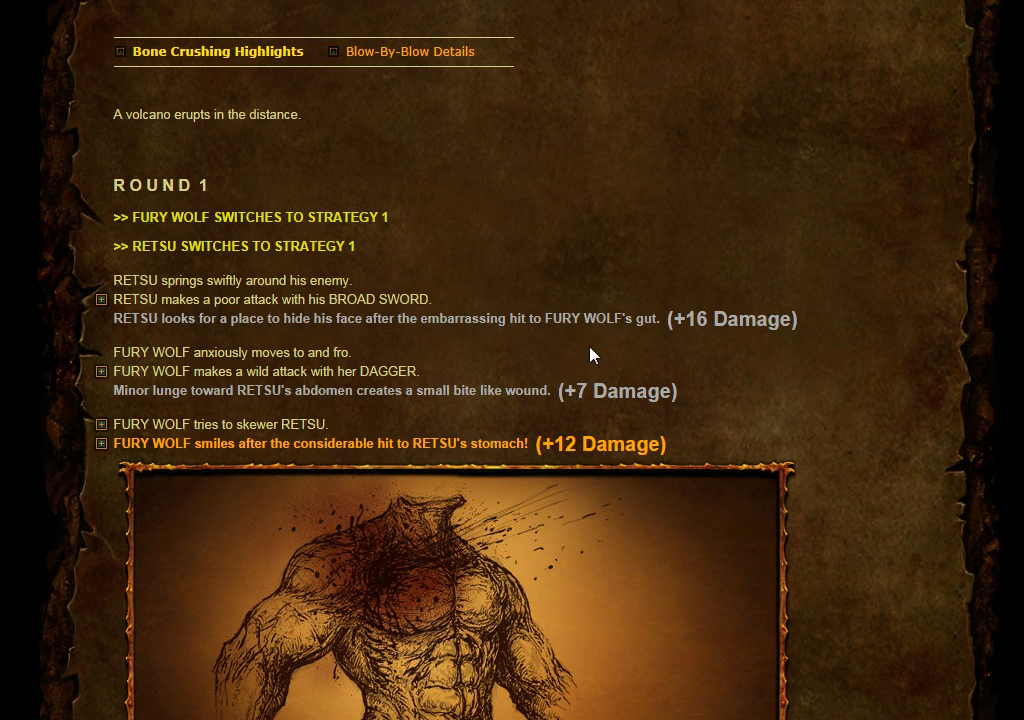 Bone Crushing Highlights Blow-By-Blow Details
A volcano erupts in the distance.
ROUND 1
>> FURY WOLF SWITCHES TO STRATEGY 1
>> RETSU SWITCHES TO STRATEGY 1
RETSU springs swiftly around his enemy.
RETSU makes a poor attack with his BROAD SWORD.
RETSU looks for a place to hide his face after the embarrassing hit to FURY WOLF's gut. (+16 Damage)
FURY WOLF anxiously moves to and fro.
FURY WOLF makes a wild attack with her DAGGER.
Minor lunge toward RETSU's abdomen creates a small bite like wound. (+7 Damage)
FURY WOLF tries to skewer RETSU.
FURY WOLF smiles after the considerable hit to RETSU's stomach! (+12 Damage)